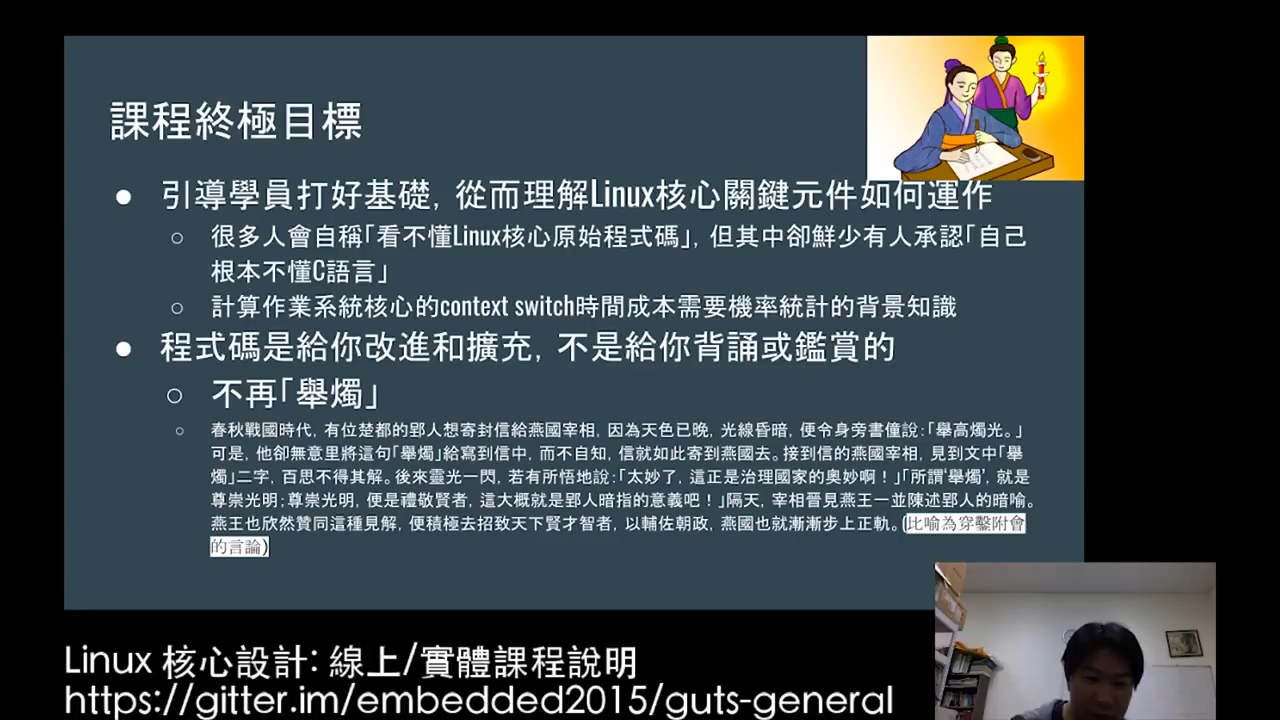 課程終極目標
● 引導學員打好基礎, 從而理解Linux核心關鍵元件如何運作
○ 很多人會自稱「看不懂Linux核心原始程式碼」, 但其中卻鮮少有人承認「自己
根本不懂C語言」
○ 計算作業系統核心的context switch時間成本需要機率統計的背景知識
● 程式碼是給你改進和擴充, 不是給你背誦或鑑賞的
○ 不再「舉燭」
○ 春秋戰國時代, 有位楚都的郢人想寄封信給燕國宰相, 因為天色已晚, 光線昏暗, 便令身旁書僮說:「舉高燭光。」
可是, 他卻無意里將這句「舉燭」給寫到信中, 而不自知, 信就如此寄到燕國去。接到信的燕國宰相, 見到文中「舉
燭」二字, 百思不得其解。後來靈光一閃, 若有所悟地說:「太妙了, 這正是治理國家的奧妙啊！」「所謂‘舉燭’, 就是
尊崇光明;尊崇光明, 便是禮敬賢者, 這大概就是郢人暗指的意義吧！」隔天, 宰相晉見燕王一並陳述郢人的暗喻。
燕王也欣然贊同這種見解, 便積極去招致天下賢才智者, 以輔佐朝政, 燕國也就漸漸步上正軌。(比喻為穿鑿附會
的言論)
Linux 核心設計: 線上/實體課程說明
https://gitter.im/embedded2015/guts-general